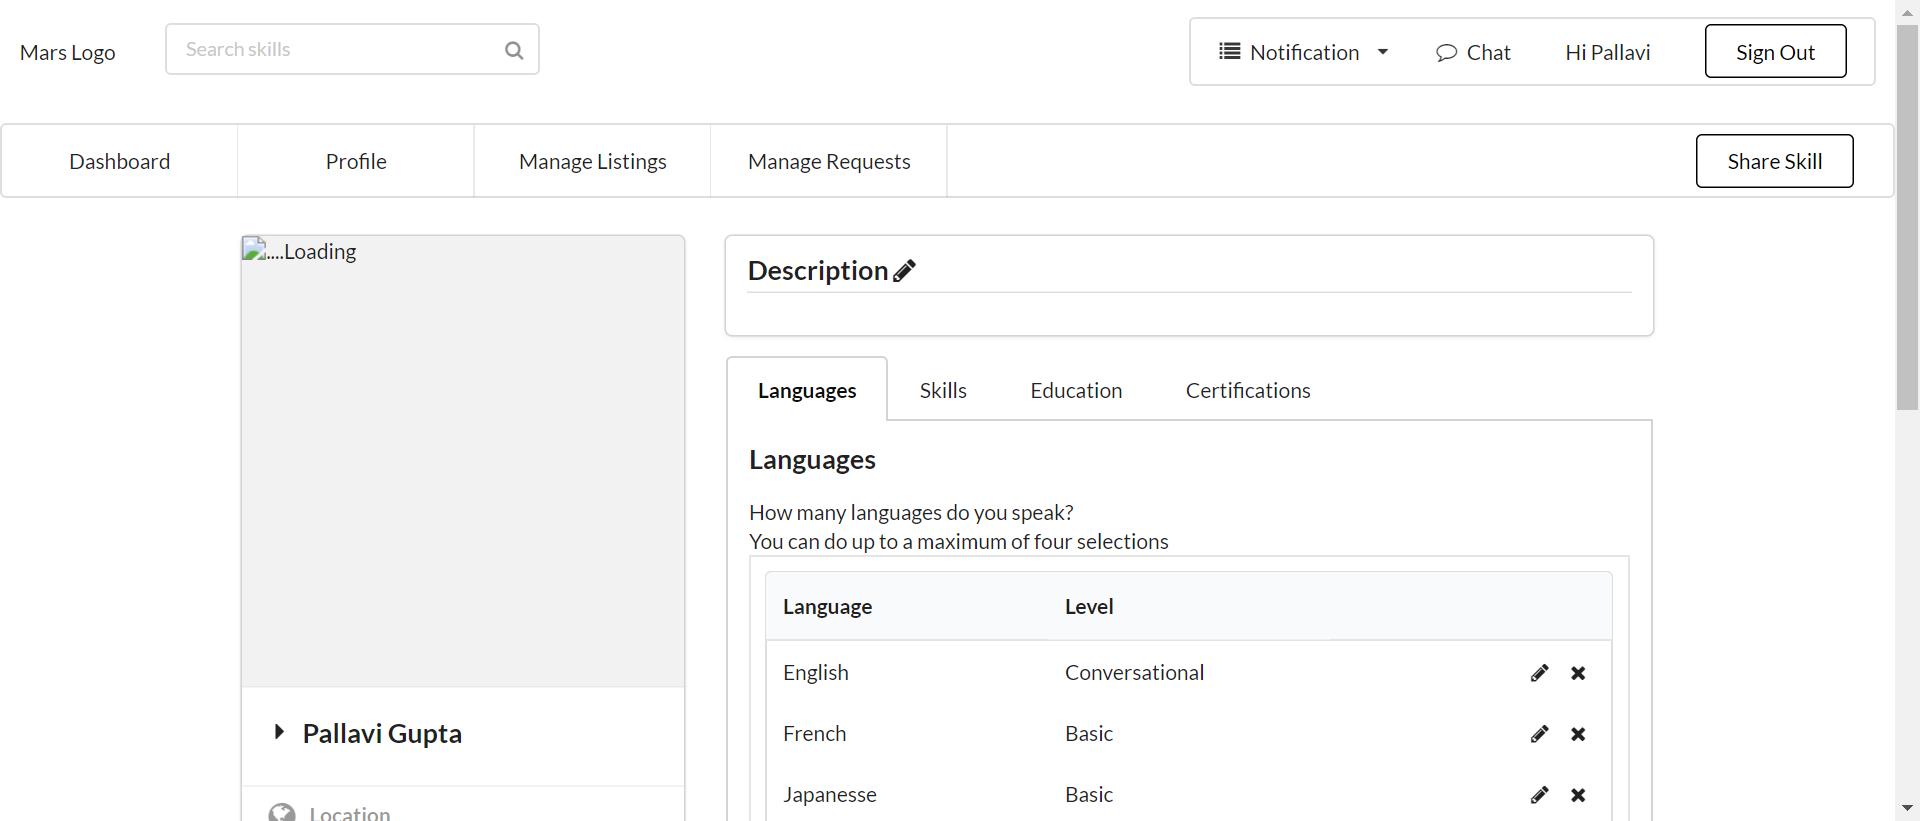 Mars Logo
Search skills
Notification
Chat
Hi Pallavi
Sign Out
Dashboard
Profile
Manage Listings
Manage Requests
Share Skill
....Loading
Pallavi Gupta
Location
Description
Languages
Skills
Education
Certifications
Languages
How many languages do you speak?
You can do up to a maximum of four selections
Language Level
English Conversational
French Basic
Japanesse Basic